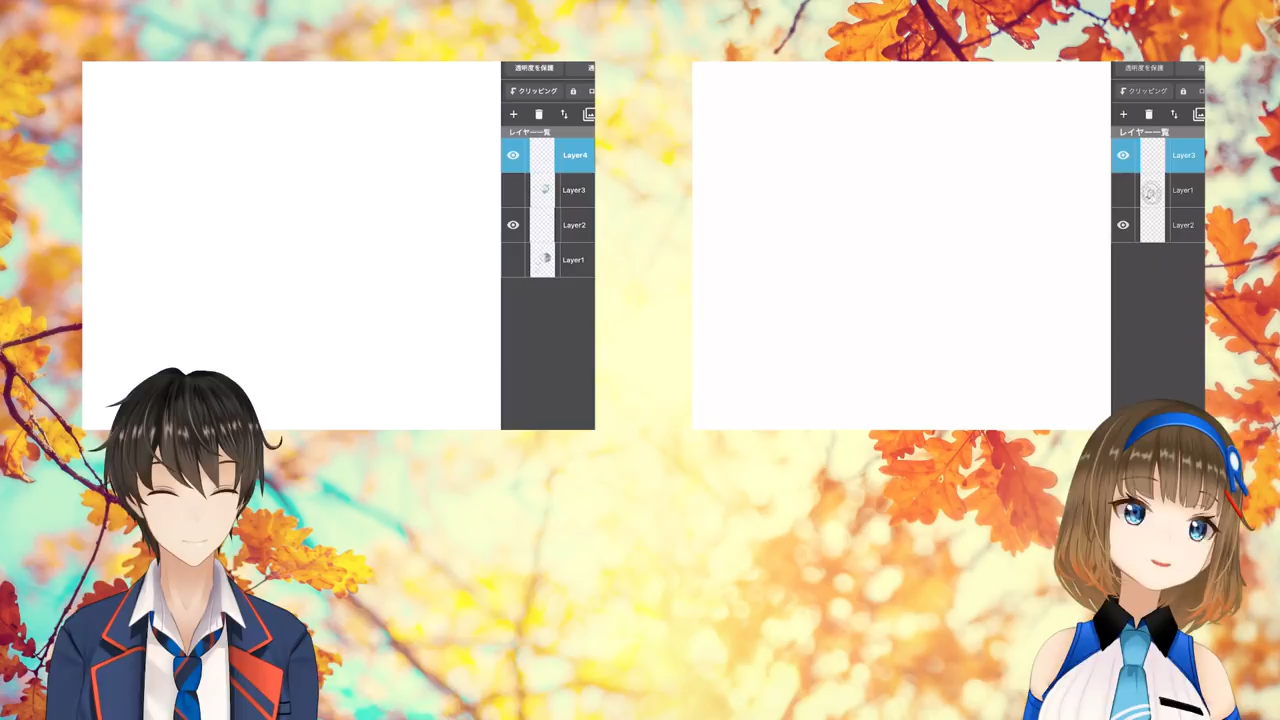 透明度を保護
クリッピング
レイヤー一覧
Layer4
Layer3
Layer2
Layer1
透明度を保護
クリッピング
レイヤー一覧
Layer3
Layer1
Layer2